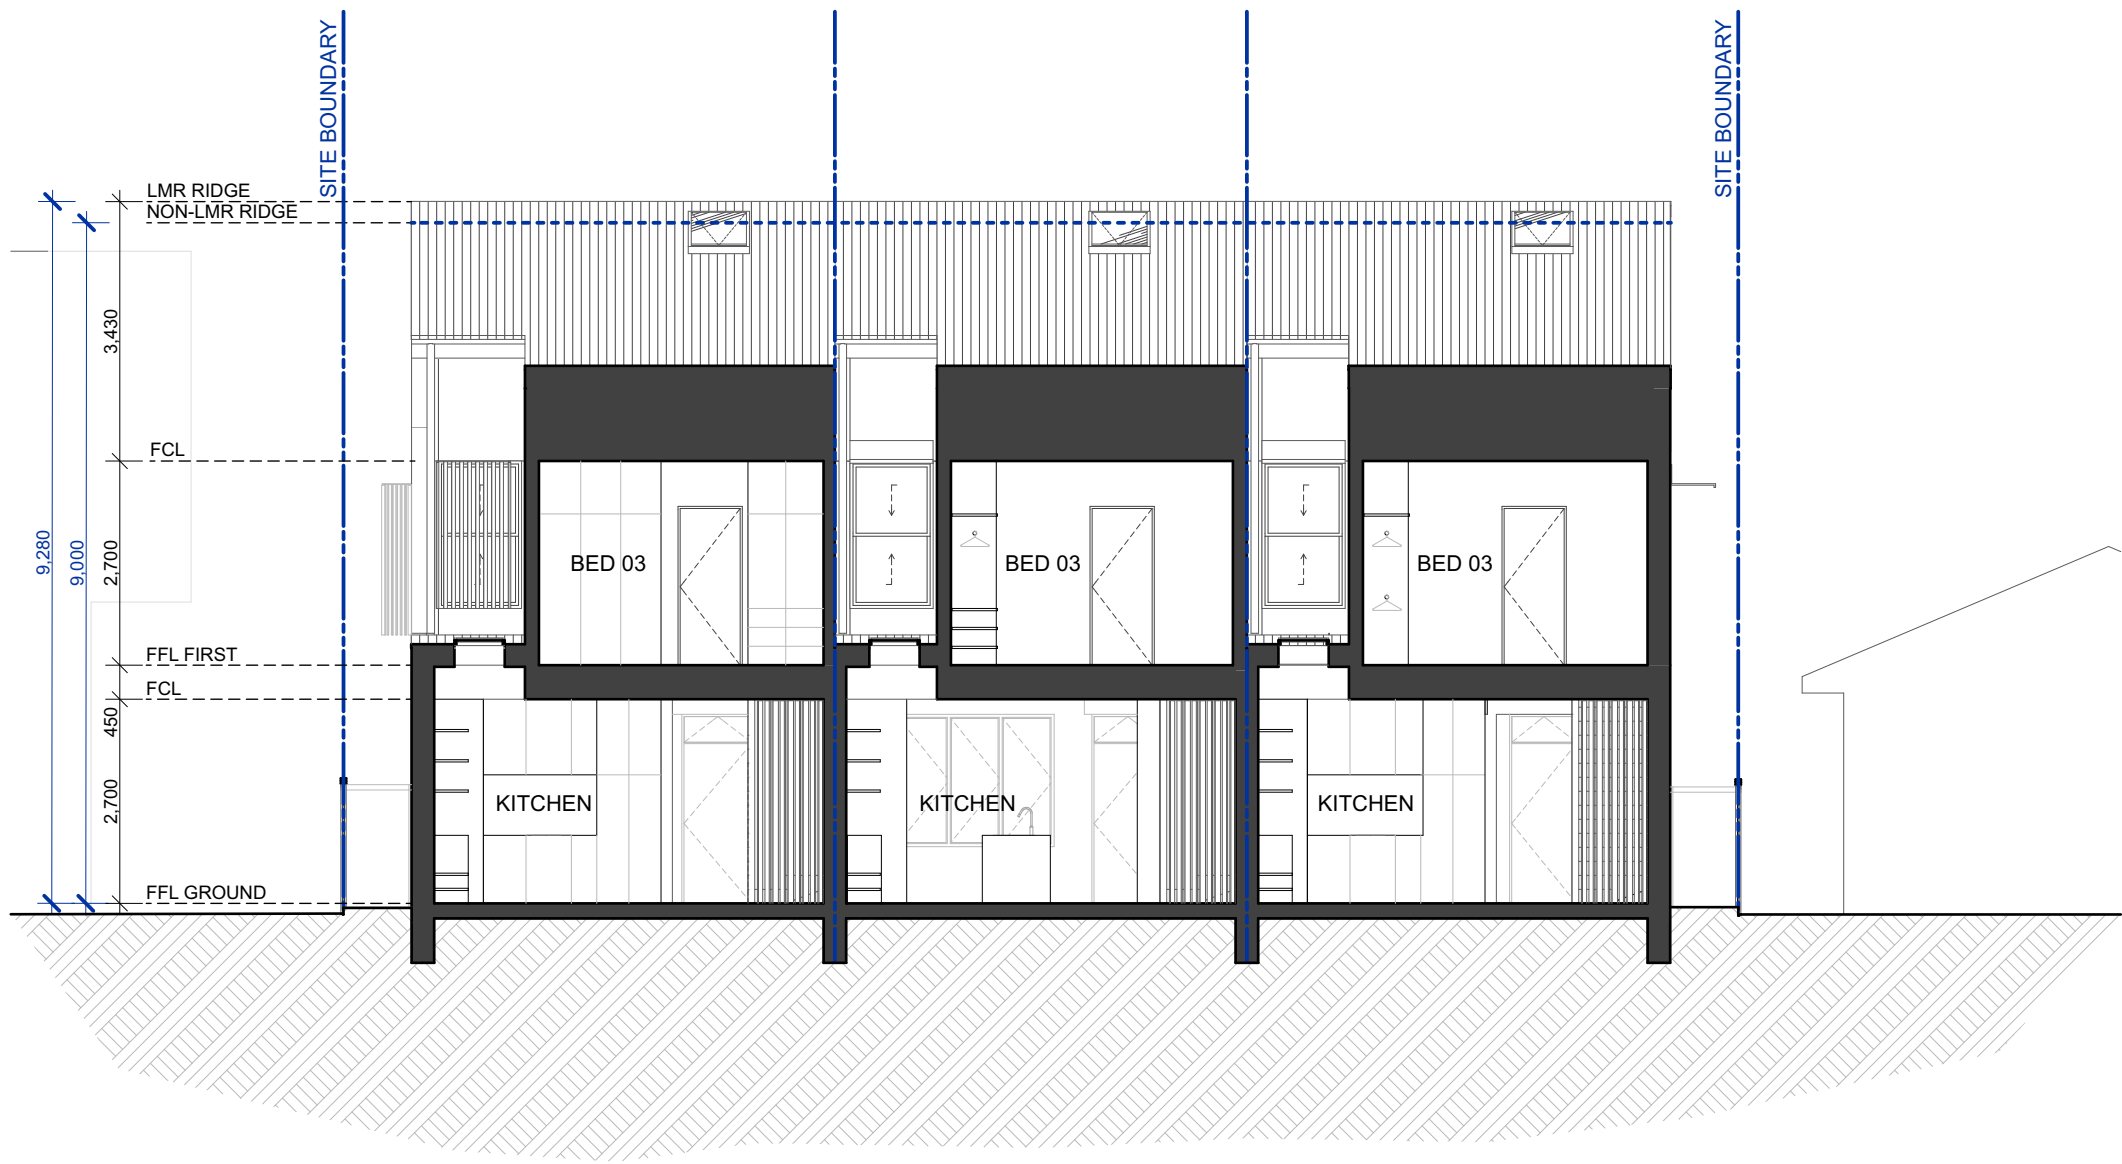 SITE BOUNDARY
SITE BOUNDARY
LMR RIDGE
NON-LMR RIDGE
3,430
FCL
9,280
9,000
2,700
BED 03
BED 03
BED 03
FFL FIRST
FCL
450
2,700
KITCHEN
KITCHEN
KITCHEN
FFL GROUND